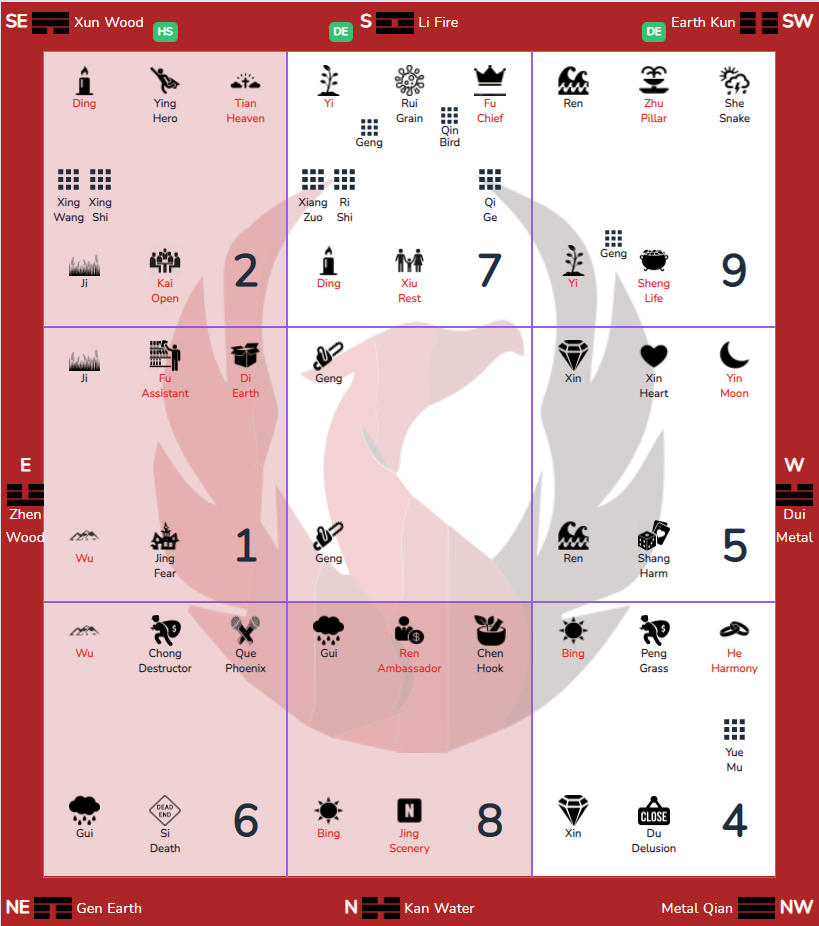 SE Xun Wood HS DE S Li Fire DE Earth Kun SW
Ding Ying Hero Tian Heaven
Xing Wang Xing Shi
Ji Kai Open 2
Yi Rui Grain Fu Chief
Geng Qin Bird
Xiang Zuo Ri Shi Qi Ge
Ding Xiu Rest 7
Ren Zhu Pillar She Snake
Geng
Yi Sheng Life 9
E
Zhen
Wood
Ji Fu Assistant Di Earth
Wu Jing Fear 1
Geng
Geng
Xin Xin Heart Yin Moon
Ren Shang Harm 5
W
Dui
Metal
Wu Chong Destructor Que Phoenix
Gui DEAD END Si Death 6
Gui Ren Ambassador Chen Hook
Bing N Jing Scenery 8
Bing Peng Grass He Harmony
Yue Mu
Xin CLOSE Du Delusion 4
NE Gen Earth N Kan Water Metal Qian NW